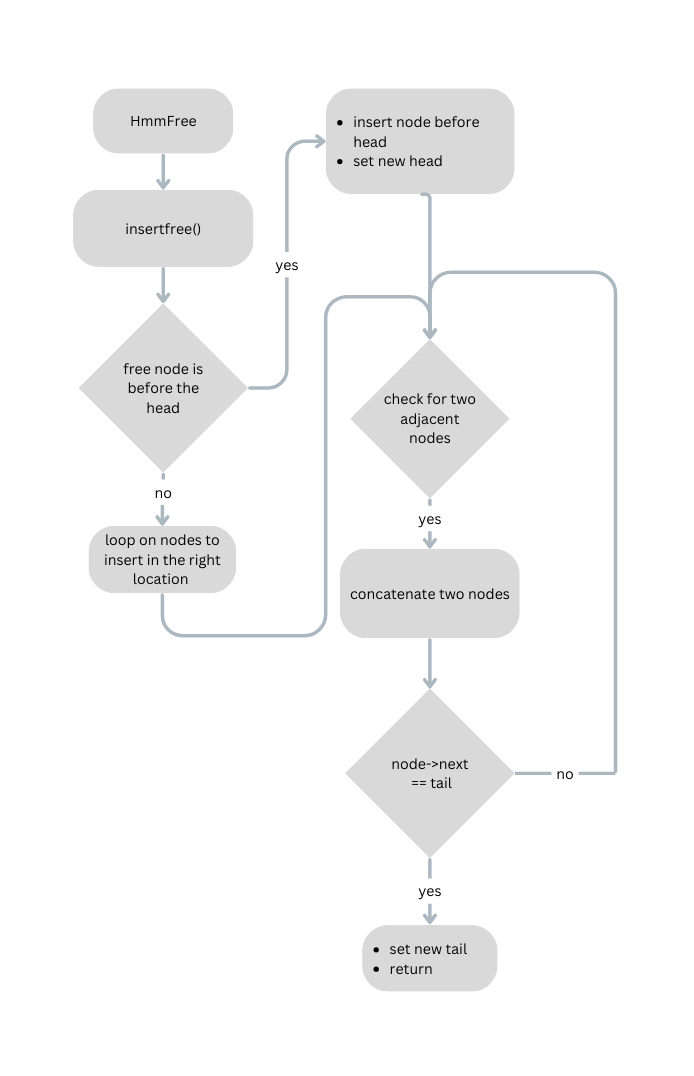 HmmFree
insertfree()
free node is
before the
head
yes
no
loop on nodes to
insert in the right
location
• insert node before
head
• set new head
check for two
adjacent
nodes
yes
concatenate two nodes
node->next
== tail
no
yes
• set new tail
• return